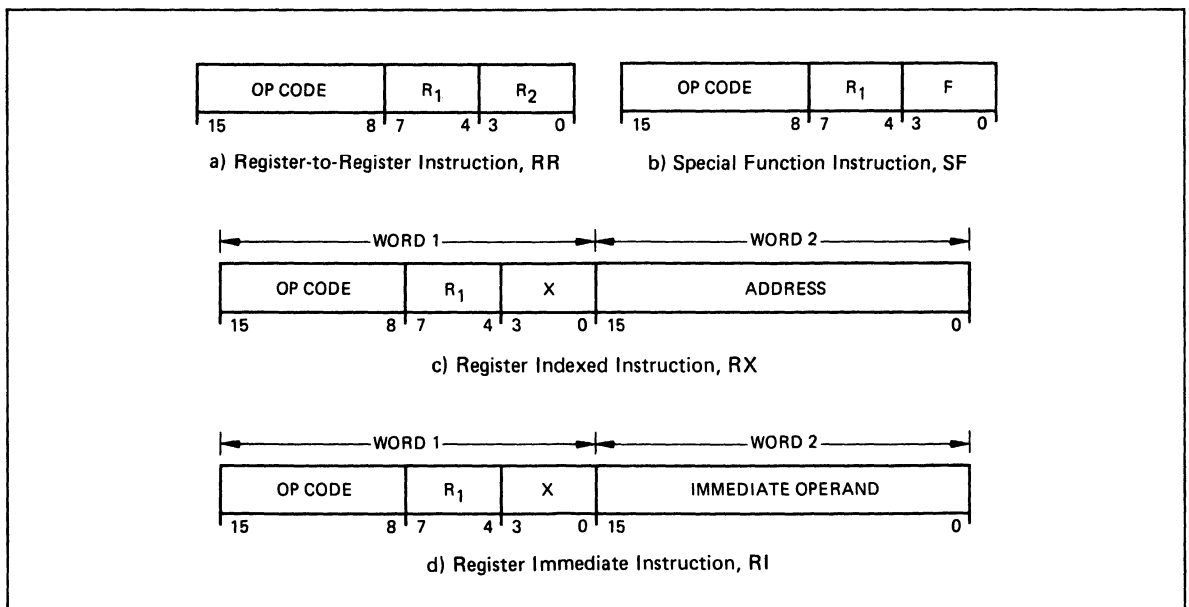 OP CODE R1 R2 OP CODE R1 F
15 8 7 4 3 0 15 8 7 4 3 0
a) Register-to-Register Instruction, RR b) Special Function Instruction, SF
WORD 1 WORD 2
OP CODE R1 X ADDRESS
15 8 7 4 3 0 15 0
c) Register Indexed Instruction, RX
WORD 1 WORD 2
OP CODE R1 X IMMEDIATE OPERAND
15 8 7 4 3 0 15 0
d) Register Immediate Instruction, RI